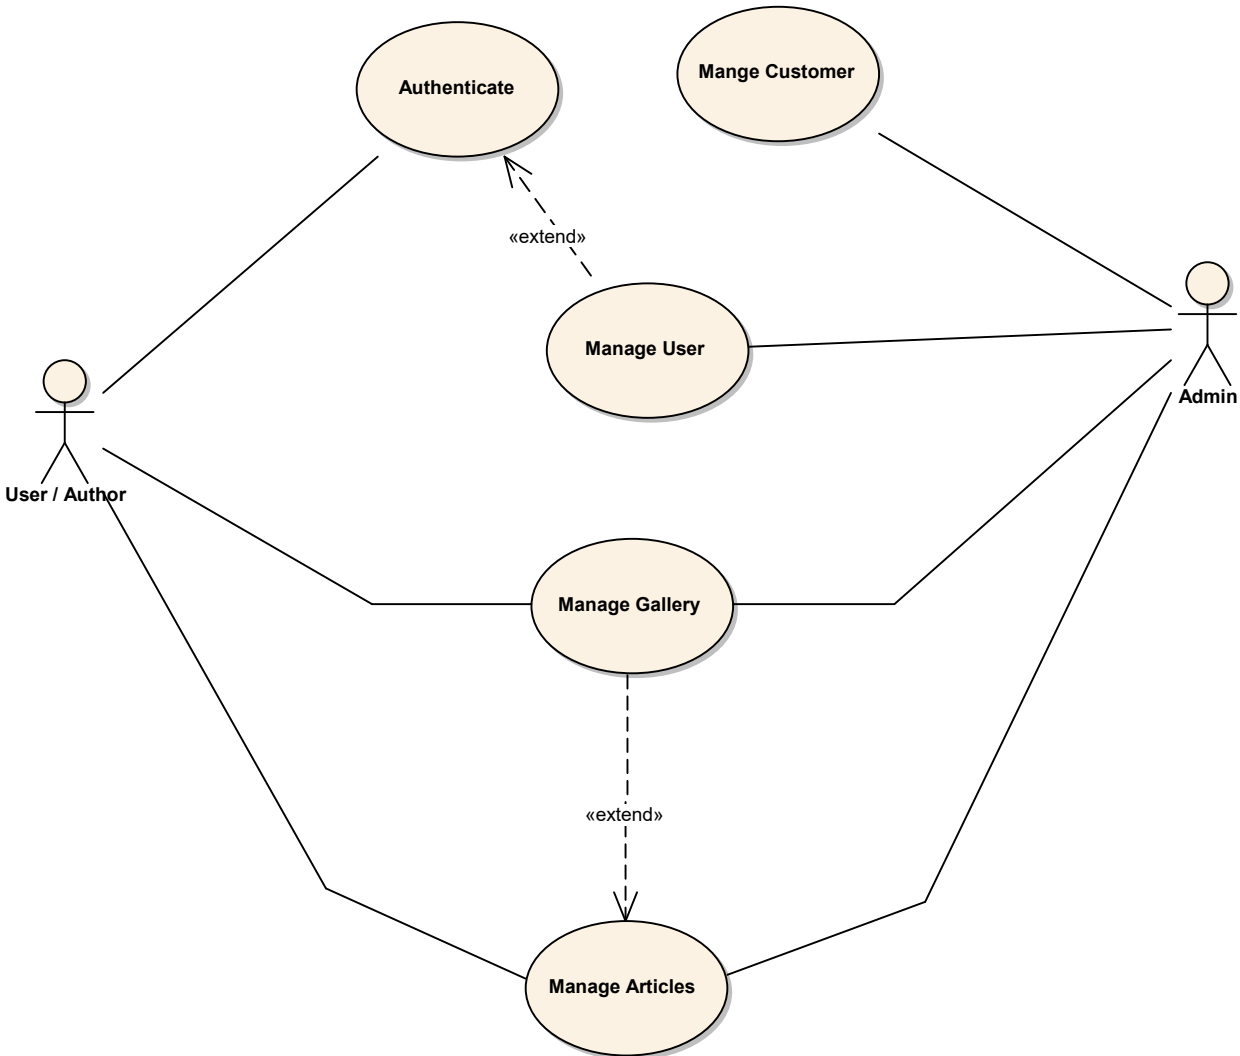 Mange Customer
Authenticate
«extend»
Manage User
Admin
User / Author
Manage Gallery
«extend»
Manage Articles